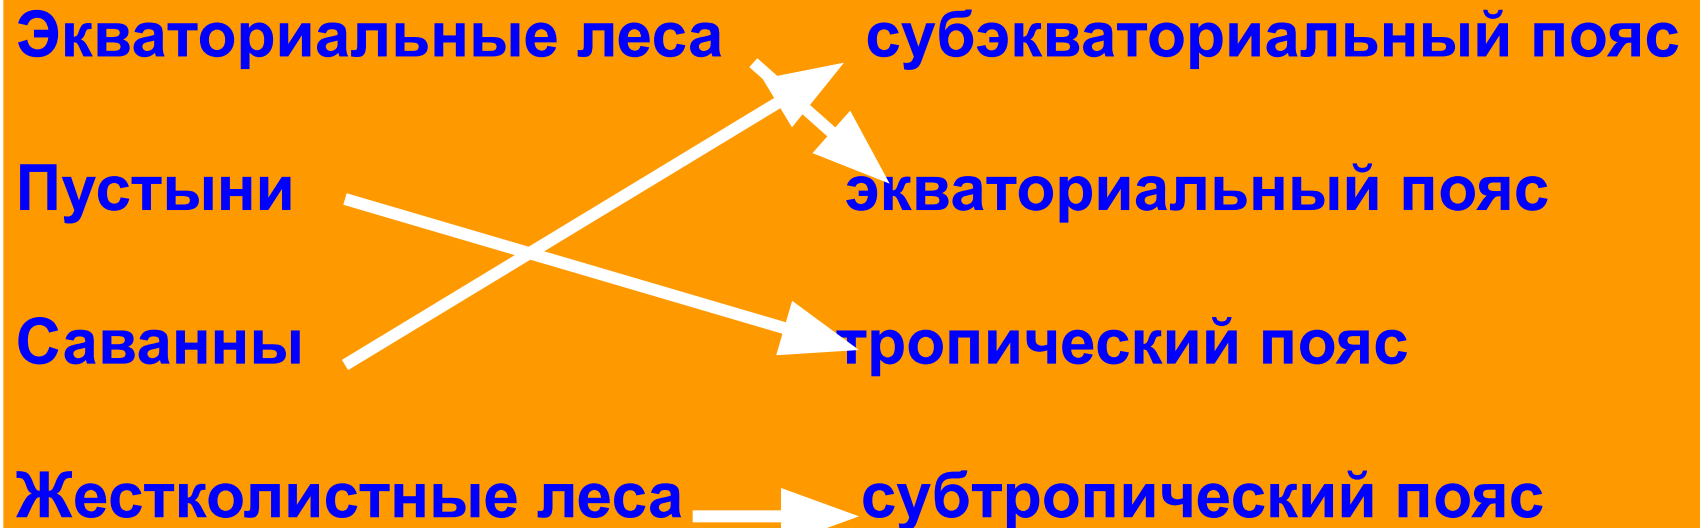 Экваториальные леса субэкваториальный пояс
Пустыни экваториальный пояс
Саванны тропический пояс
Жестколистные леса субтропический пояс